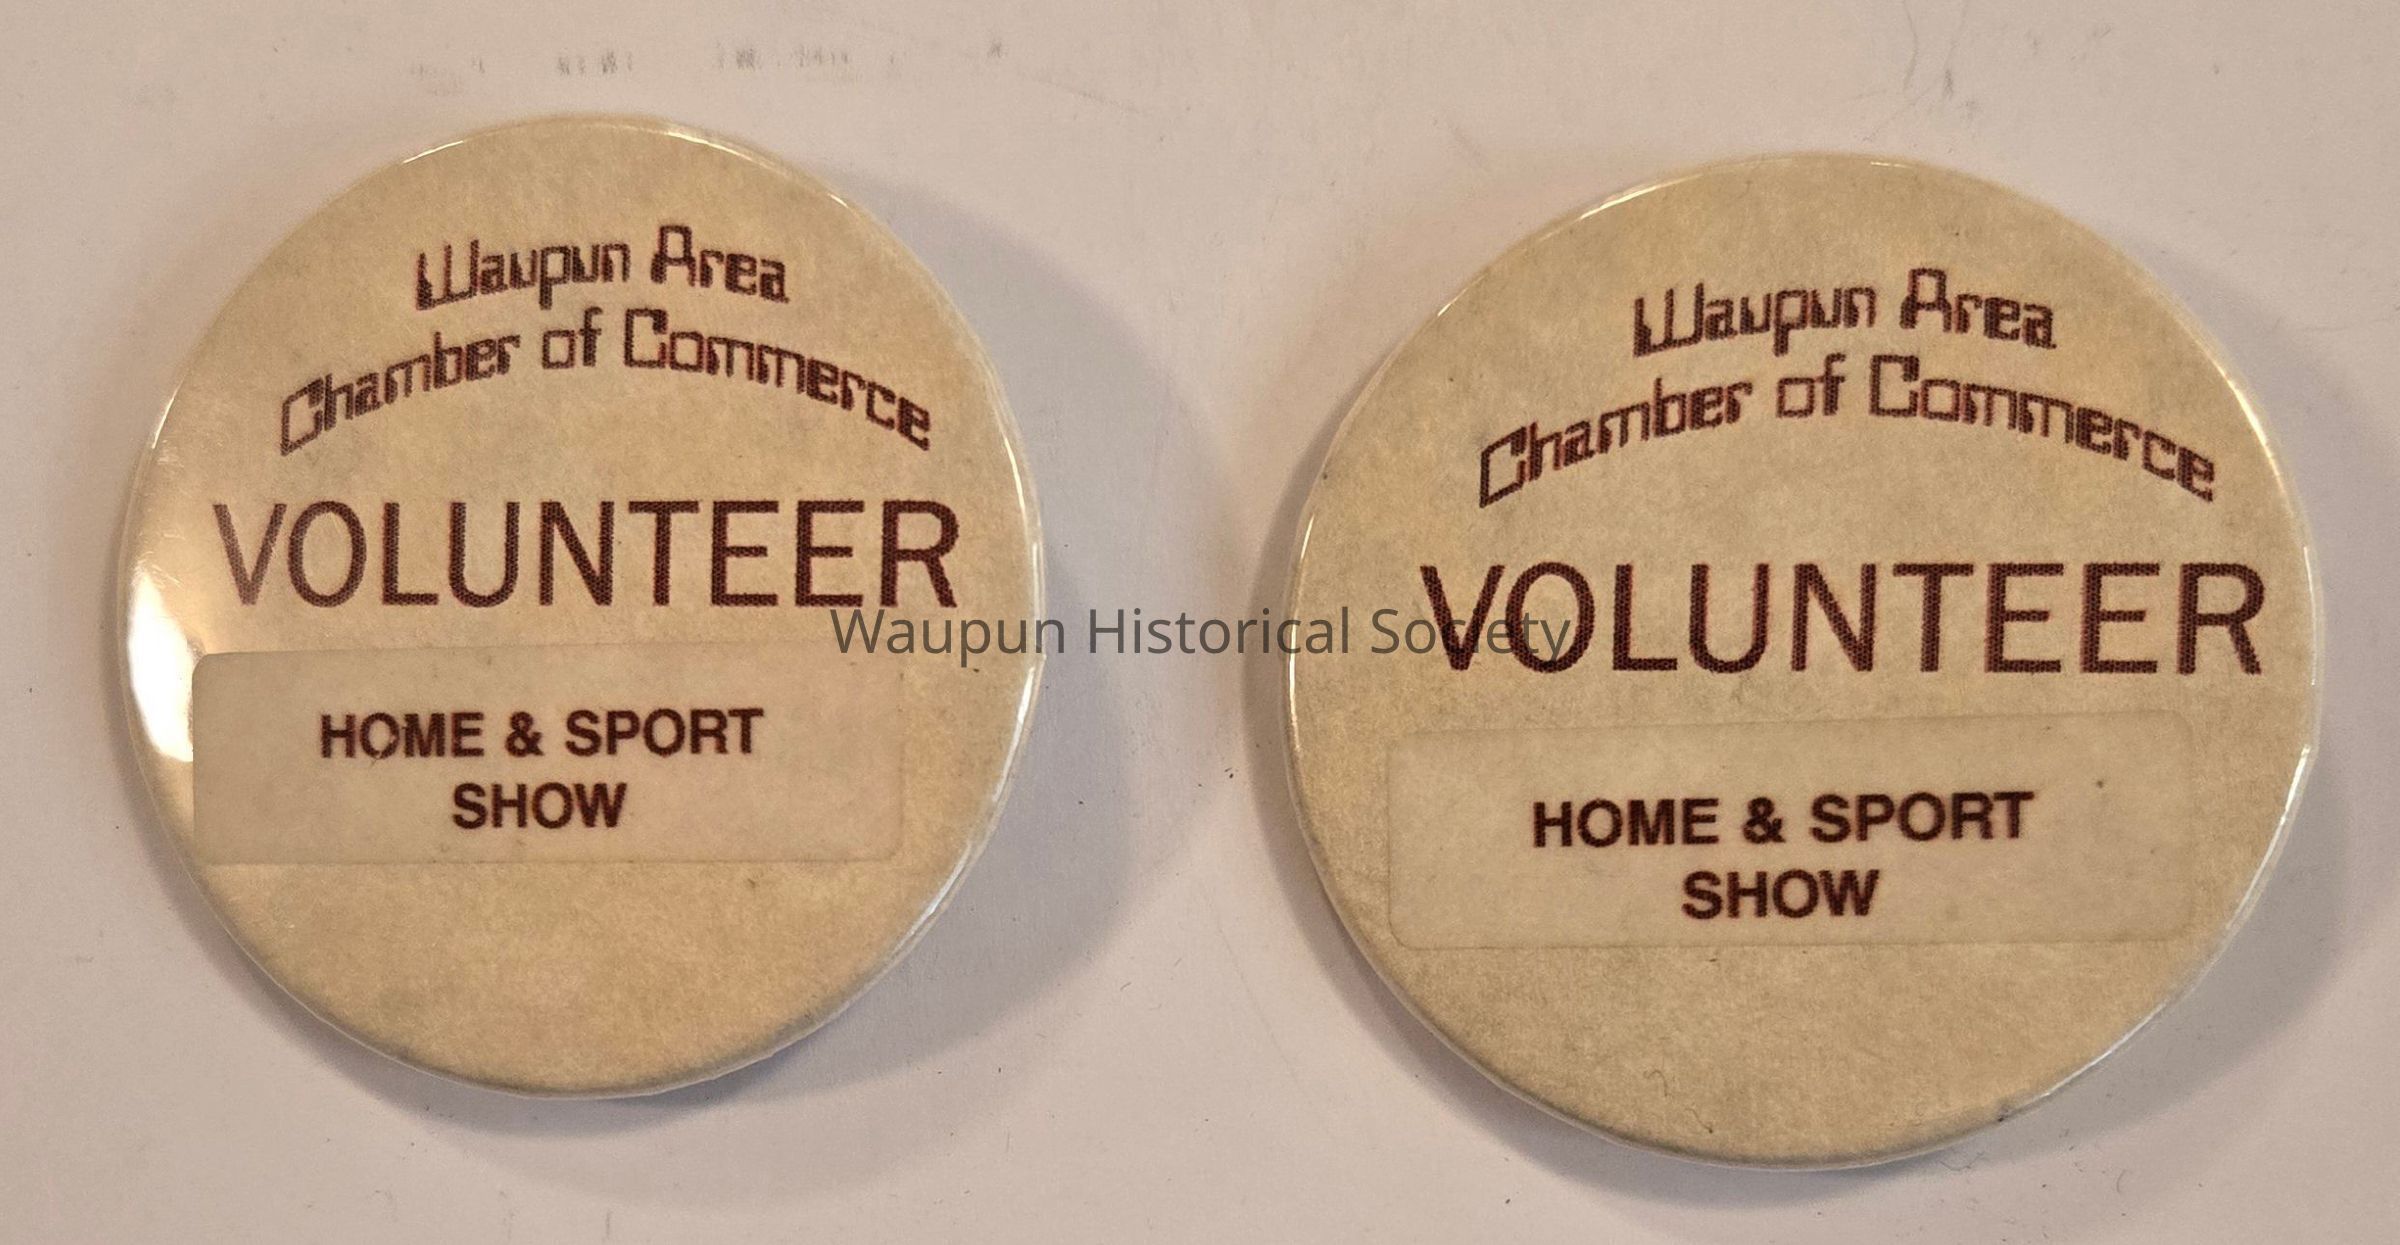 Waupun Area
Chamber of Commerce
VOLUNTEER
HOME & SPORT
SHOW
Waupun Area
Chamber of Commerce
VOLUNTEER
HOME & SPORT
SHOW
Waupun Historical Society